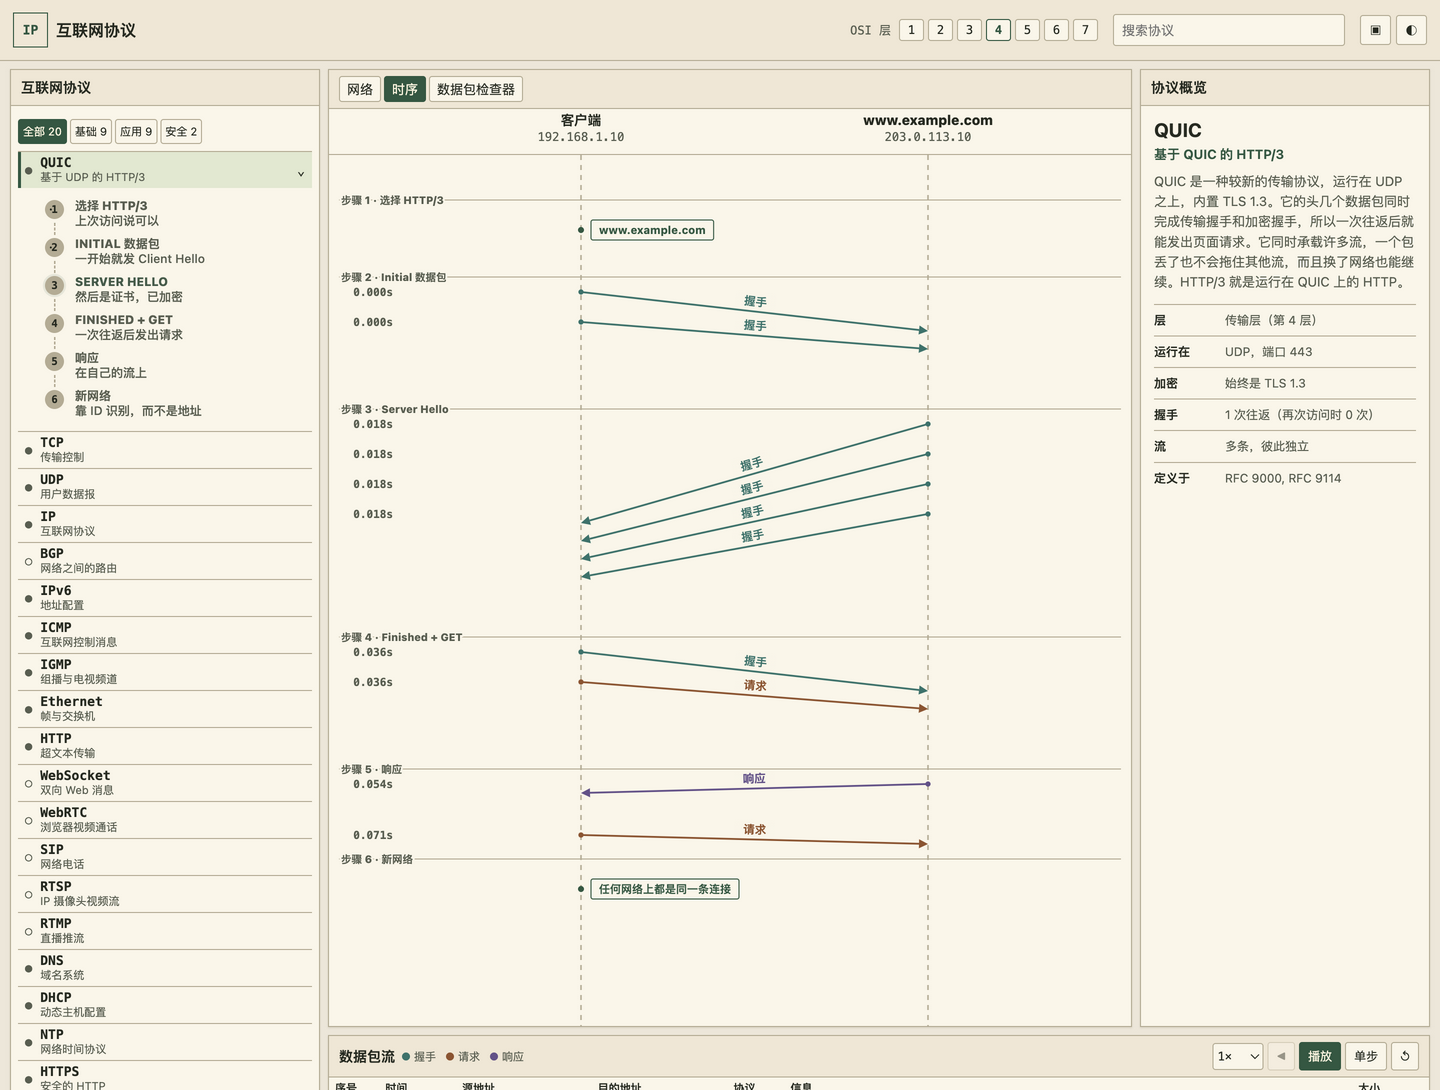 IP 互联网协议
OSI 层 1 2 3 4 5 6 7 搜索协议
互联网协议
全部 20 基础 9 应用 9 安全 2
QUIC
基于 UDP 的 HTTP/3
1 选择 HTTP/3
上次访问说可以
2 INITIAL 数据包
一开始就发 Client Hello
3 SERVER HELLO
然后是证书，已加密
4 FINISHED + GET
一次往返后发出请求
5 响应
在自己的流上
6 新网络
靠 ID 识别，而不是地址
TCP
传输控制
UDP
用户数据报
IP
互联网协议
BGP
网络之间的路由
IPv6
地址配置
ICMP
互联网控制消息
IGMP
组播与电视频道
Ethernet
帧与交换机
HTTP
超文本传输
WebSocket
双向 Web 消息
WebRTC
浏览器视频通话
SIP
网络电话
RTSP
IP 摄像头视频流
RTMP
直播推流
DNS
域名系统
DHCP
动态主机配置
NTP
网络时间协议
HTTPS
安全的 HTTP
网络 时序 数据包检查器
客户端 www.example.com
192.168.1.10 203.0.113.10
步骤 1 · 选择 HTTP/3
www.example.com
步骤 2 · Initial 数据包
0.000s 握手
0.000s 握手
步骤 3 · Server Hello
0.018s 握手
0.018s 握手
0.018s 握手
0.018s 握手
步骤 4 · Finished + GET
0.036s 握手
0.036s 请求
步骤 5 · 响应
0.054s 响应
0.071s 请求
步骤 6 · 新网络
任何网络上都是同一条连接
数据包流 握手 请求 响应 1× 播放 单步
序号 时间 源地址 目的地址 协议 信息 大小
协议概览
QUIC
基于 QUIC 的 HTTP/3
QUIC 是一种较新的传输协议，运行在 UDP
之上，内置 TLS 1.3。它的头几个数据包同时
完成传输握手和加密握手，所以一次往返后就
能发出页面请求。它同时承载许多流，一个包
丢了也不会拖住其他流，而且换了网络也能继
续。HTTP/3 就是运行在 QUIC 上的 HTTP。
层 传输层（第 4 层）
运行在 UDP，端口 443
加密 始终是 TLS 1.3
握手 1 次往返（再次访问时 0 次）
流 多条，彼此独立
定义于 RFC 9000, RFC 9114